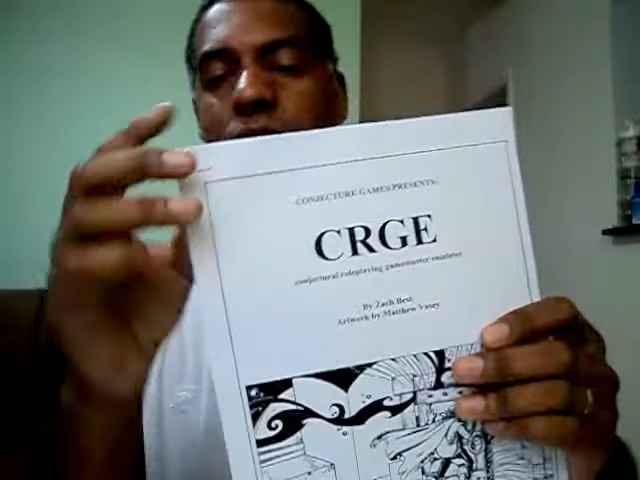 CONJECTURE GAMES PRESENTS:
CRGE
conjectural roleplaying gamemaster emulator
By Zach Best
Artwork by Matthew Vasey